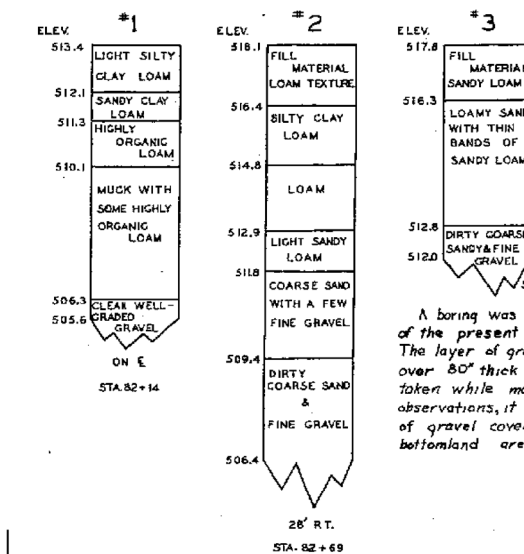 #1
ELEV.
513.4
LIGHT SILTY
CLAY LOAM
512.1
SANDY CLAY
LOAM
511.3
HIGHLY
ORGANIC
LOAM
510.1
MUCK WITH
SOME HIGHLY
ORGANIC
LOAM
506.3
CLEAN WELL-
GRADED
GRAVEL
505.6
ON ℄
STA. 82+14
#2
ELEV.
518.1
FILL
MATERIAL
LOAM TEXTURE
516.4
SILTY CLAY
LOAM
514.8
LOAM
512.9
LIGHT SANDY
LOAM
511.8
COARSE SAND
WITH A FEW
FINE GRAVEL
509.4
DIRTY
COARSE SAND
&
FINE GRAVEL
506.4
28' RT.
STA. 82+69
#3
ELEV.
517.8
FILL
MATERIAL
SANDY LOAM
516.3
LOAMY SAND
WITH THIN
BANDS OF
SANDY LOAM
512.8
DIRTY COARSE
SANDY & FINE
GRAVEL
512.0
A boring was
of the present
The layer of gra
over 80" thick
taken while ma
observations, it
of gravel cove
bottomland are